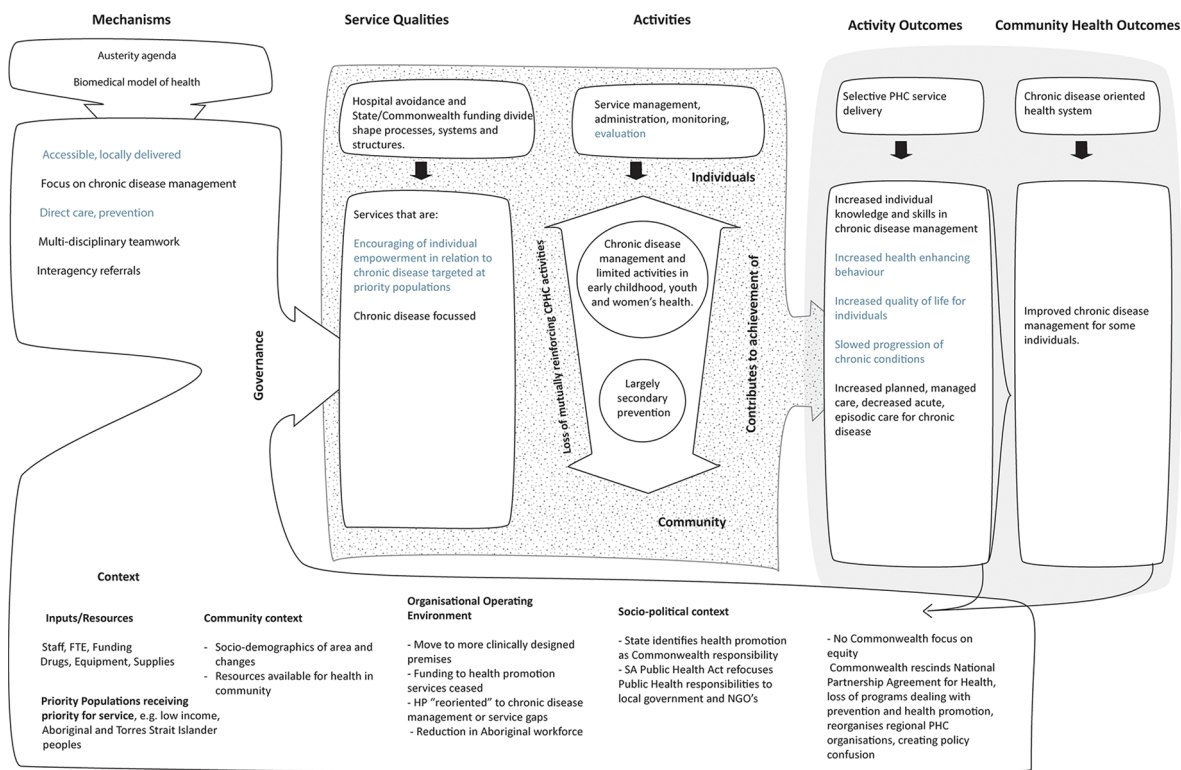 Mechanisms
Service Qualities
Activities
Activity Outcomes
Community Health Outcomes
Austerity agenda
Biomedical model of health
Accessible, locally delivered
Focus on chronic disease management
Direct care, prevention
Multi-disciplinary teamwork
Interagency referrals
Governance
Hospital avoidance and
State/Commonwealth funding divide
shape processes, systems and
structures.
Services that are:
Encouraging of individual
empowerment in relation to
chronic disease targeted at
priority populations
Chronic disease focussed
Service management,
administration, monitoring,
evaluation
Individuals
Loss of mutually reinforcing CPHC activities
Chronic disease
management and
limited activities in
early childhood, youth
and women's health.
Largely
secondary
prevention
Contributes to achievement of
Community
Selective PHC service
delivery
Increased individual
knowledge and skills in
chronic disease management
Increased health enhancing
behaviour
Increased quality of life for
individuals
Slowed progression of
chronic conditions
Increased planned, managed
care, decreased acute,
episodic care for chronic
disease
Chronic disease oriented
health system
Improved chronic disease
management for some
individuals.
Context
Inputs/Resources
Staff, FTE, Funding
Drugs, Equipment, Supplies
Priority Populations receiving
priority for service, e.g. low income,
Aboriginal and Torres Strait Islander
peoples
Community context
- Socio-demographics of area and
changes
- Resources available for health in
community
Organisational Operating
Environment
- Move to more clinically designed
premises
- Funding to health promotion
services ceased
- HP "reoriented" to chronic disease
management or service gaps
- Reduction in Aboriginal workforce
Socio-political context
- State identifies health promotion
as Commonwealth responsibility
- SA Public Health Act refocuses
Public Health responsibilities to
local government and NGO's
- No Commonwealth focus on
equity
Commonwealth rescinds National
Partnership Agreement for Health,
loss of programs dealing with
prevention and health promotion,
reorganises regional PHC
organisations, creating policy
confusion